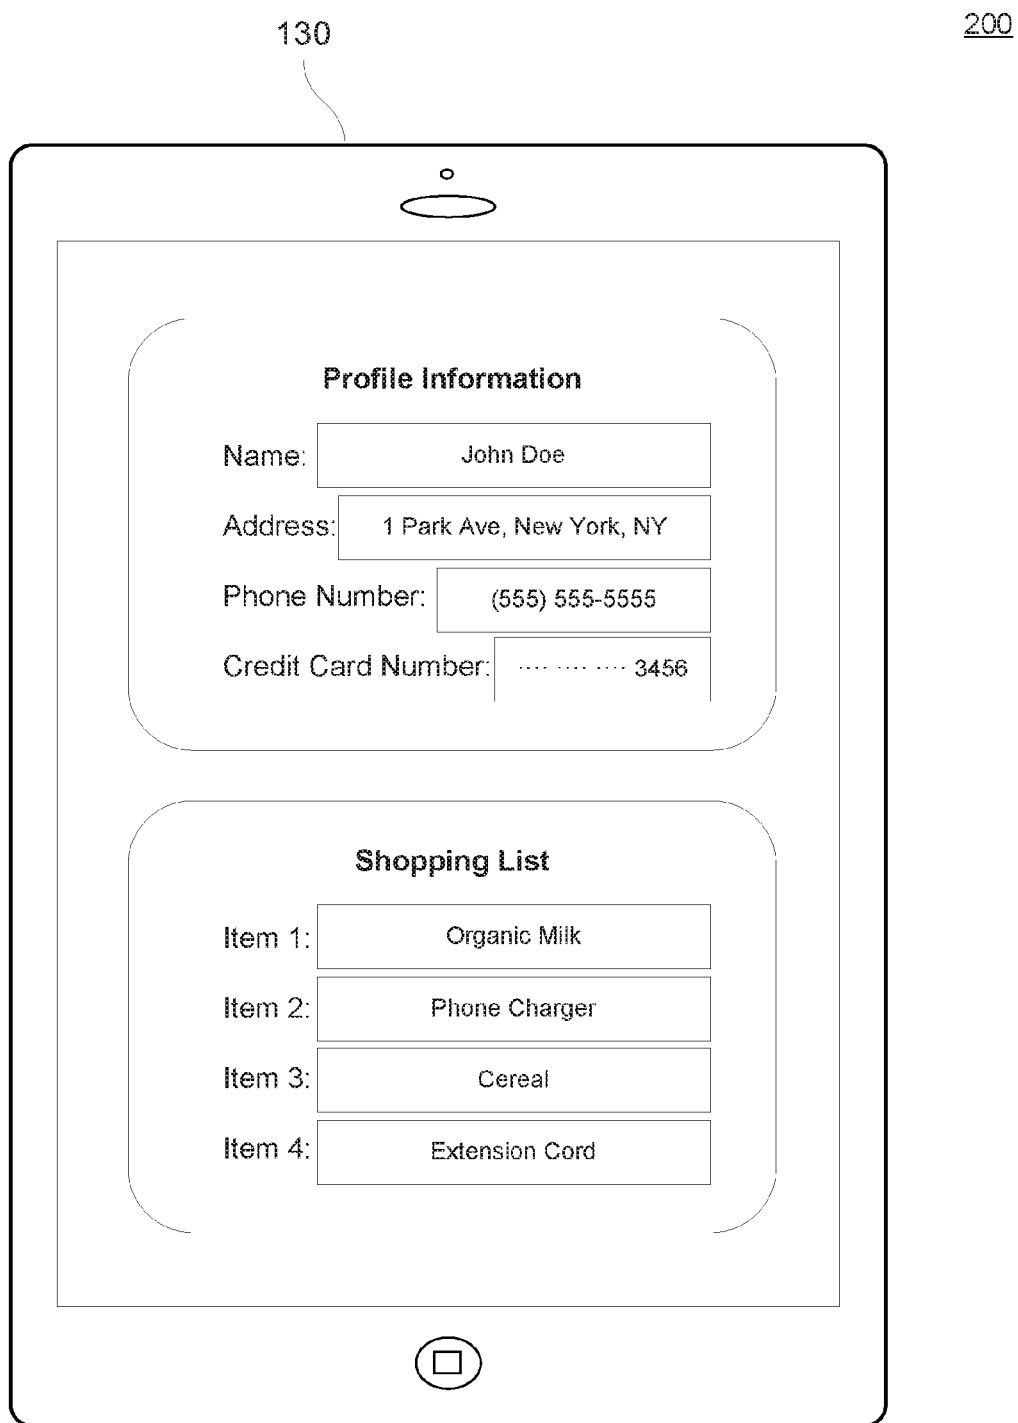 130
200
Profile Information
Name: John Doe
Address: 1 Park Ave, New York, NY
Phone Number: (555) 555-5555
Credit Card Number: ···· ···· ···· 3456
Shopping List
Item 1: Organic Milk
Item 2: Phone Charger
Item 3: Cereal
Item 4: Extension Cord